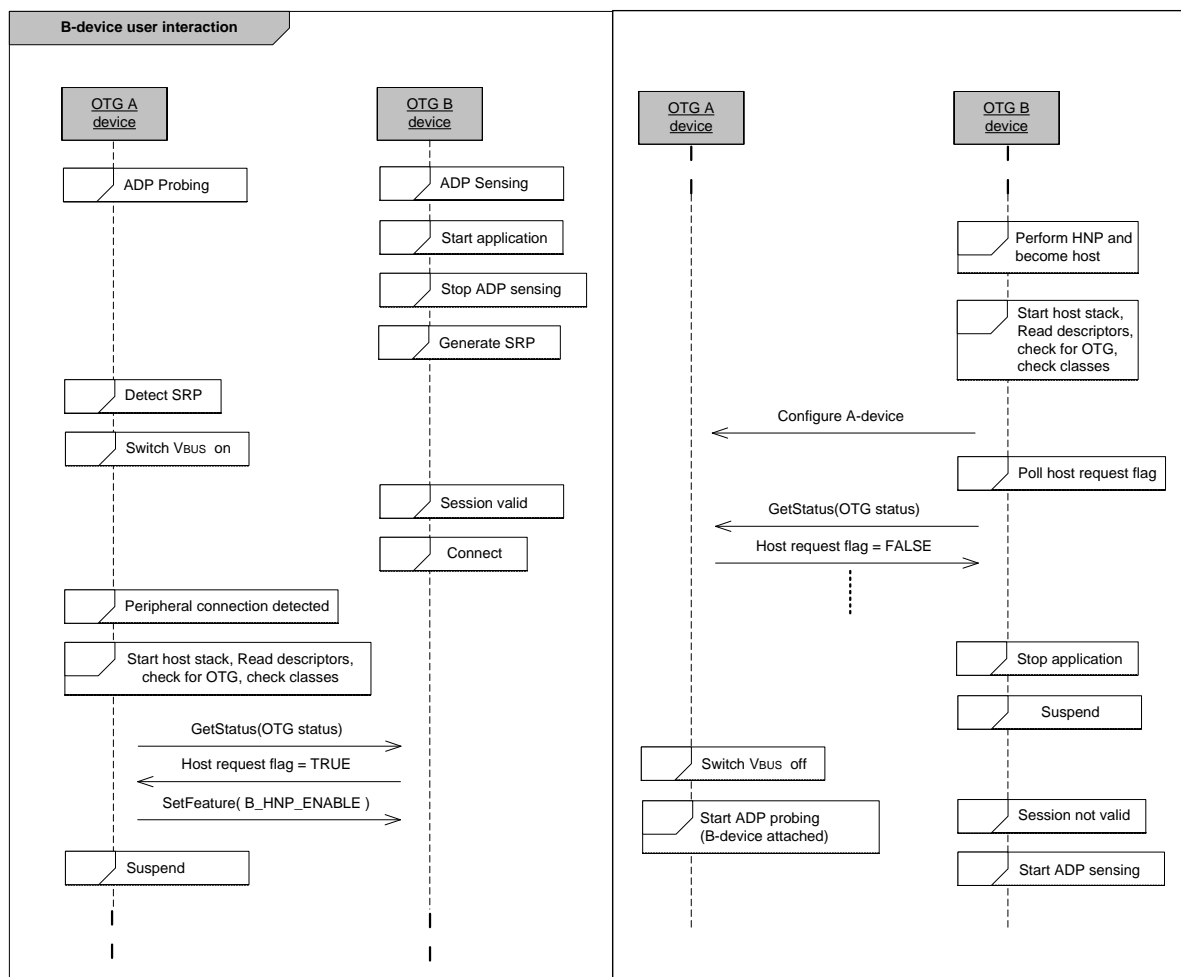 B-device user interaction
OTG A
device
OTG B
device
ADP Probing
ADP Sensing
Start application
Stop ADP sensing
Generate SRP
Detect SRP
Switch VBUS on
Session valid
Connect
Peripheral connection detected
Start host stack, Read descriptors,
check for OTG, check classes
GetStatus(OTG status)
Host request flag = TRUE
SetFeature( B_HNP_ENABLE )
Suspend
OTG A
device
OTG B
device
Perform HNP and
become host
Start host stack,
Read descriptors,
check for OTG,
check classes
Configure A-device
Poll host request flag
GetStatus(OTG status)
Host request flag = FALSE
Stop application
Suspend
Switch VBUS off
Start ADP probing
(B-device attached)
Session not valid
Start ADP sensing